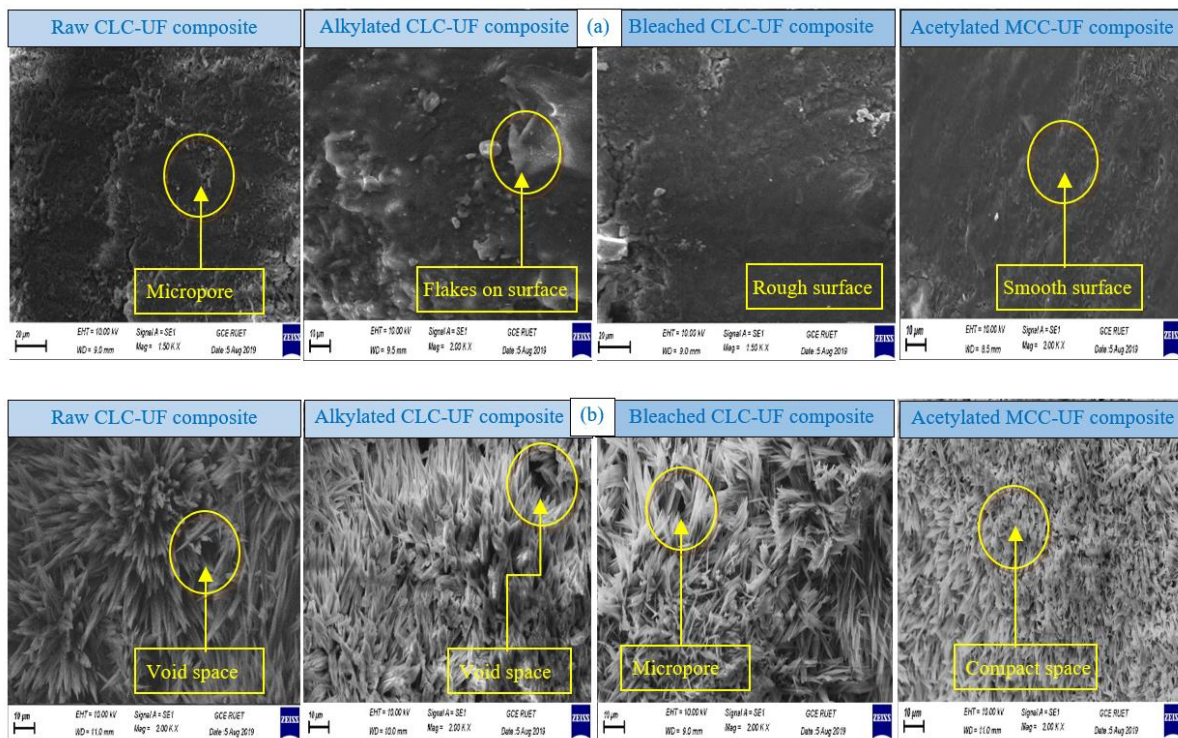 Raw CLC-UF composite
Alkylated CLC-UF composite
(a)
Bleached CLC-UF composite
Acetylated MCC-UF composite
Micropore
Flakes on surface
Rough surface
Smooth surface
20 µm
EHT = 10.00 kV Signal A = SE1 GCE RUET
WD = 9.0 mm Mag = 1.50 K X Date :5 Aug 2019
ZEISS
10 µm
EHT = 10.00 kV Signal A = SE1 GCE RUET
WD = 9.5 mm Mag = 2.00 K X Date :5 Aug 2019
ZEISS
20 µm
EHT = 10.00 kV Signal A = SE1 GCE RUET
WD = 9.0 mm Mag = 1.50 K X Date :5 Aug 2019
ZEISS
10 µm
EHT = 10.00 kV Signal A = SE1 GCE RUET
WD = 8.5 mm Mag = 2.00 K X Date :5 Aug 2019
ZEISS
Raw CLC-UF composite
Alkylated CLC-UF composite
(b)
Bleached CLC-UF composite
Acetylated MCC-UF composite
Void space
Void space
Micropore
Compact space
10 µm
EHT = 10.00 kV Signal A = SE1 GCE RUET
WD = 11.0 mm Mag = 2.00 K X Date :5 Aug 2019
ZEISS
10 µm
EHT = 10.00 kV Signal A = SE1 GCE RUET
WD = 10.0 mm Mag = 2.00 K X Date :5 Aug 2019
ZEISS
10 µm
EHT = 10.00 kV Signal A = SE1 GCE RUET
WD = 9.0 mm Mag = 2.00 K X Date :5 Aug 2019
ZEISS
10 µm
EHT = 10.00 kV Signal A = SE1 GCE RUET
WD = 11.0 mm Mag = 2.00 K X Date :5 Aug 2019
ZEISS